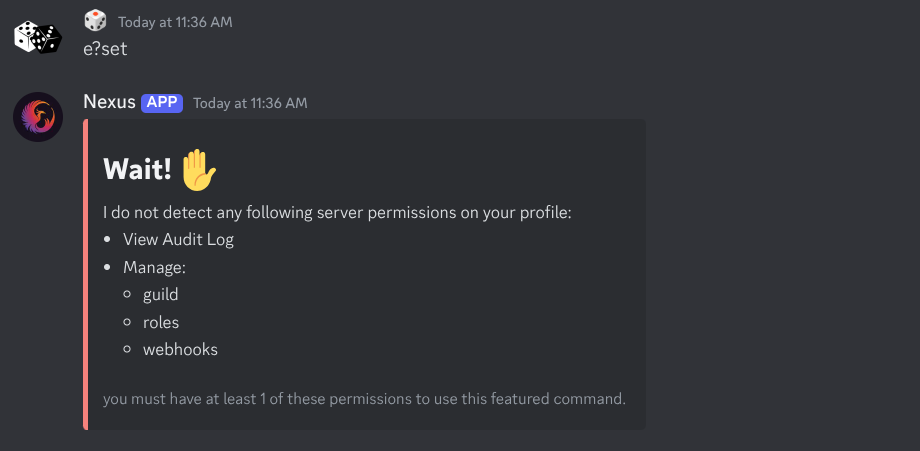 Today at 11:36 AM
e?set
Nexus APP Today at 11:36 AM
Wait!
I do not detect any following server permissions on your profile:
View Audit Log
Manage:
guild
roles
webhooks
you must have at least 1 of these permissions to use this featured command.